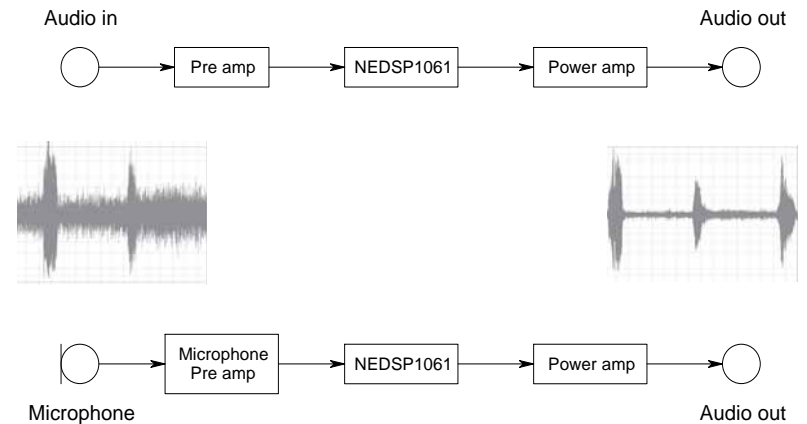 Audio in
Audio out
Pre amp
NEDSP1061
Power amp
Microphone
Pre amp
NEDSP1061
Power amp
Microphone
Audio out